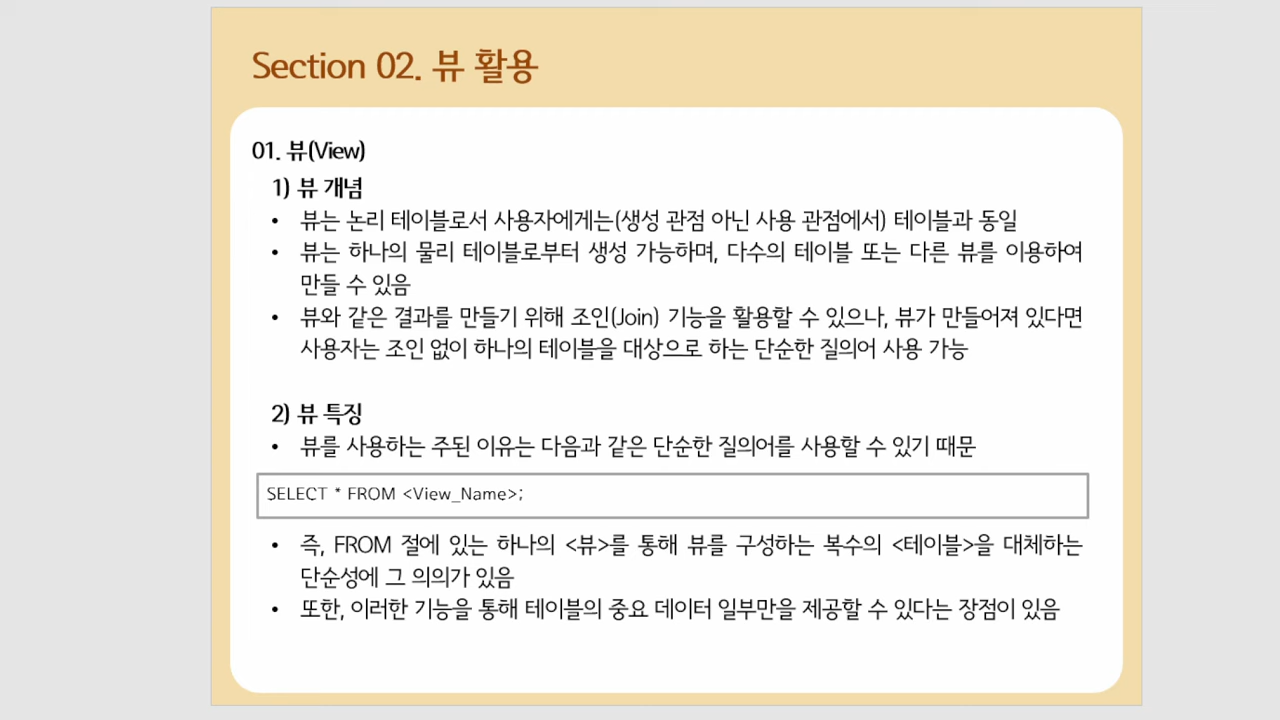 Section 02. 뷰 활용
01. 뷰(View)
1) 뷰 개념
• 뷰는 논리 테이블로서 사용자에게는(생성 관점 아닌 사용 관점에서) 테이블과 동일
• 뷰는 하나의 물리 테이블로부터 생성 가능하며, 다수의 테이블 또는 다른 뷰를 이용하여
만들 수 있음
• 뷰와 같은 결과를 만들기 위해 조인(Join) 기능을 활용할 수 있으나, 뷰가 만들어져 있다면
사용자는 조인 없이 하나의 테이블을 대상으로 하는 단순한 질의어 사용 가능
2) 뷰 특징
• 뷰를 사용하는 주된 이유는 다음과 같은 단순한 질의어를 사용할 수 있기 때문
SELECT * FROM <View_Name>;
• 즉, FROM 절에 있는 하나의 <뷰>를 통해 뷰를 구성하는 복수의 <테이블>을 대체하는
단순성에 그 의의가 있음
• 또한, 이러한 기능을 통해 테이블의 중요 데이터 일부만을 제공할 수 있다는 장점이 있음